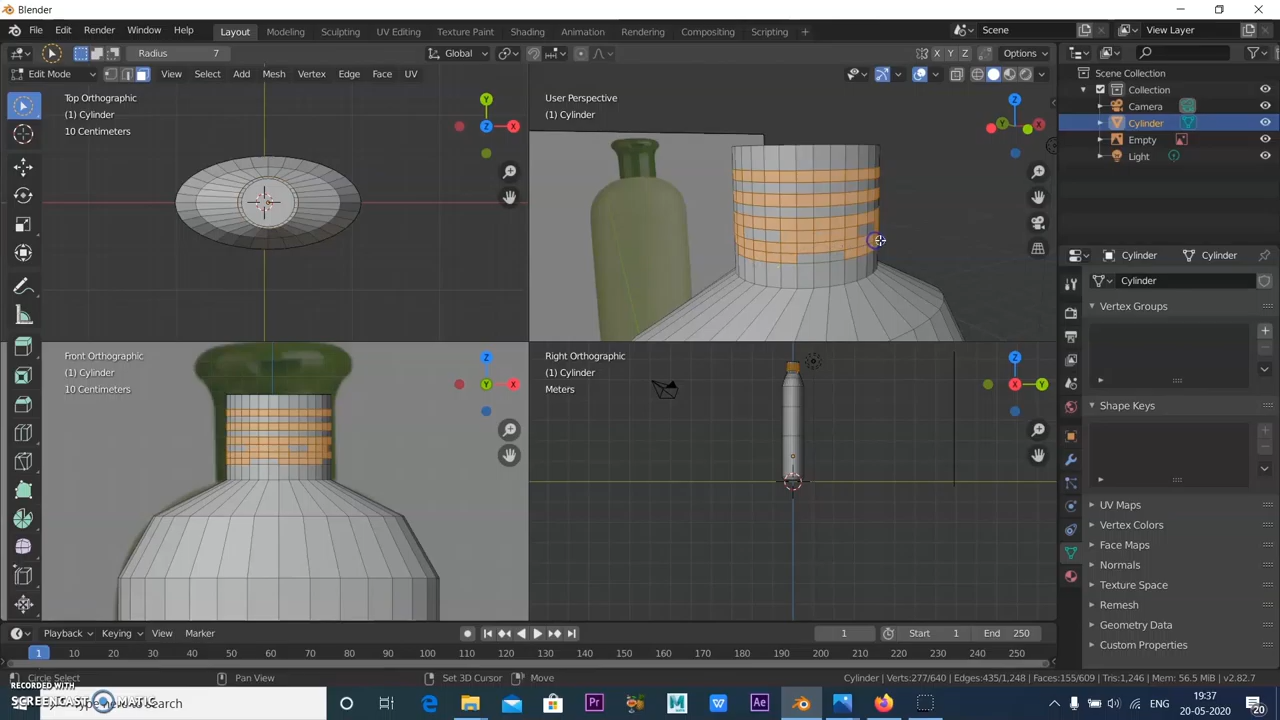 Blender
File Edit Render Window Help
Layout Modeling Sculpting UV Editing Texture Paint Shading Animation Rendering Compositing Scripting
Scene View Layer
Radius 7
Global
X Y Z Options
Edit Mode View Select Add Mesh Vertex Edge Face UV
Scene Collection
Collection
Camera
Cylinder
Empty
Light
Top Orthographic
(1) Cylinder
10 Centimeters
Y
Z
X
User Perspective
(1) Cylinder
Z
Y
X
Front Orthographic
(1) Cylinder
10 Centimeters
Z
Y
X
Right Orthographic
(1) Cylinder
Meters
Z
X
Y
Cylinder Cylinder
Cylinder
Vertex Groups
Shape Keys
UV Maps
Vertex Colors
Face Maps
Normals
Texture Space
Remesh
Geometry Data
Custom Properties
Playback Keying View Marker
1 Start 1 End 250
1 10 20 30 40 50 60 70 80 90 100 110 120 130 140 150 160 170 180 190 200 210 220 230 240 250
Circle Select Pan View Set 3D Cursor Move
Cylinder | Verts:277/640 | Edges:435/1,248 | Faces:155/609 | Tris:1,246 | Mem: 56.5 MiB | v2.82.7
RECORDED WITH
SCREENCAST MATIC
here to search
Pr
M
W
Ae
ENG
19:37
20-05-2020
20